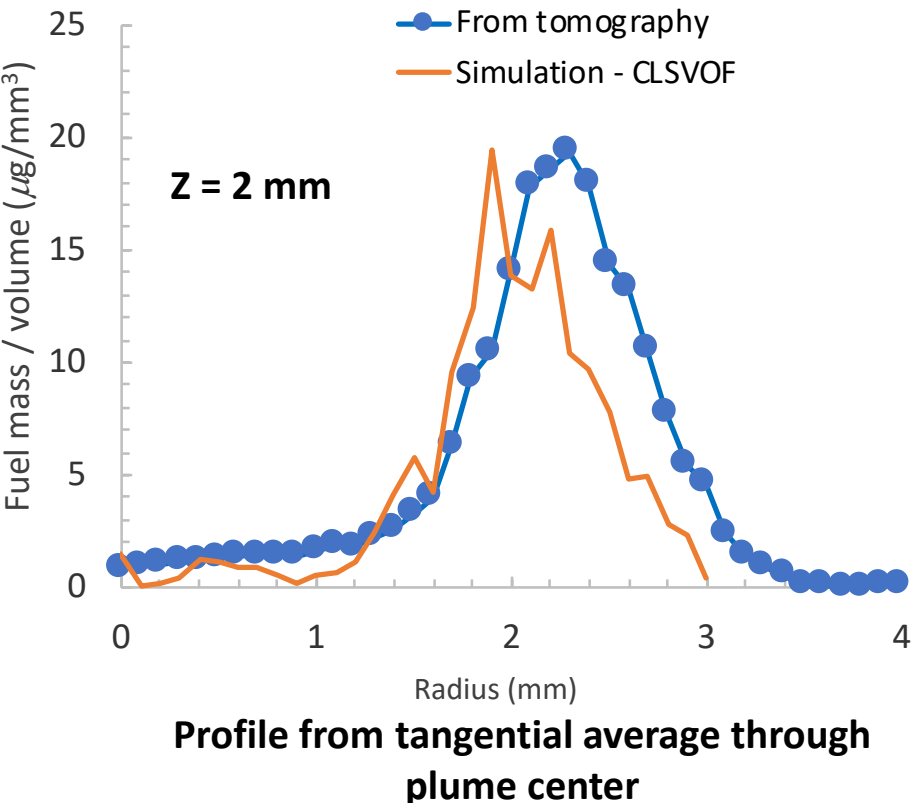 From tomography
Simulation - CLSVOF
Fuel mass / volume (μg/mm³)
25
20
15
10
5
0
Z = 2 mm
0 1 2 3 4
Radius (mm)
Profile from tangential average through
plume center